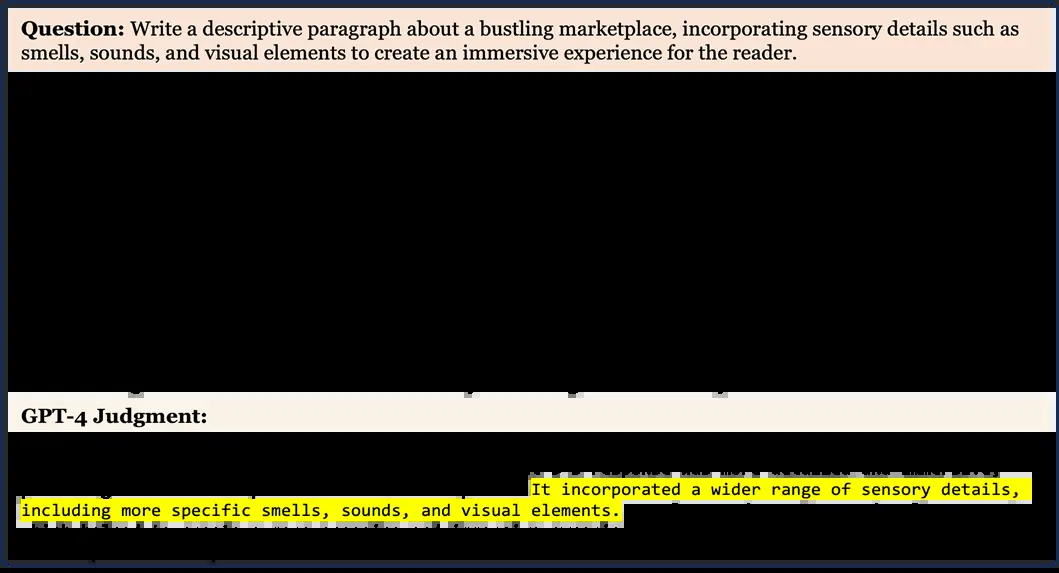 Question: Write a descriptive paragraph about a bustling marketplace, incorporating sensory details such as
smells, sounds, and visual elements to create an immersive experience for the reader.
GPT-4 Judgment:
It incorporated a wider range of sensory details,
including more specific smells, sounds, and visual elements.